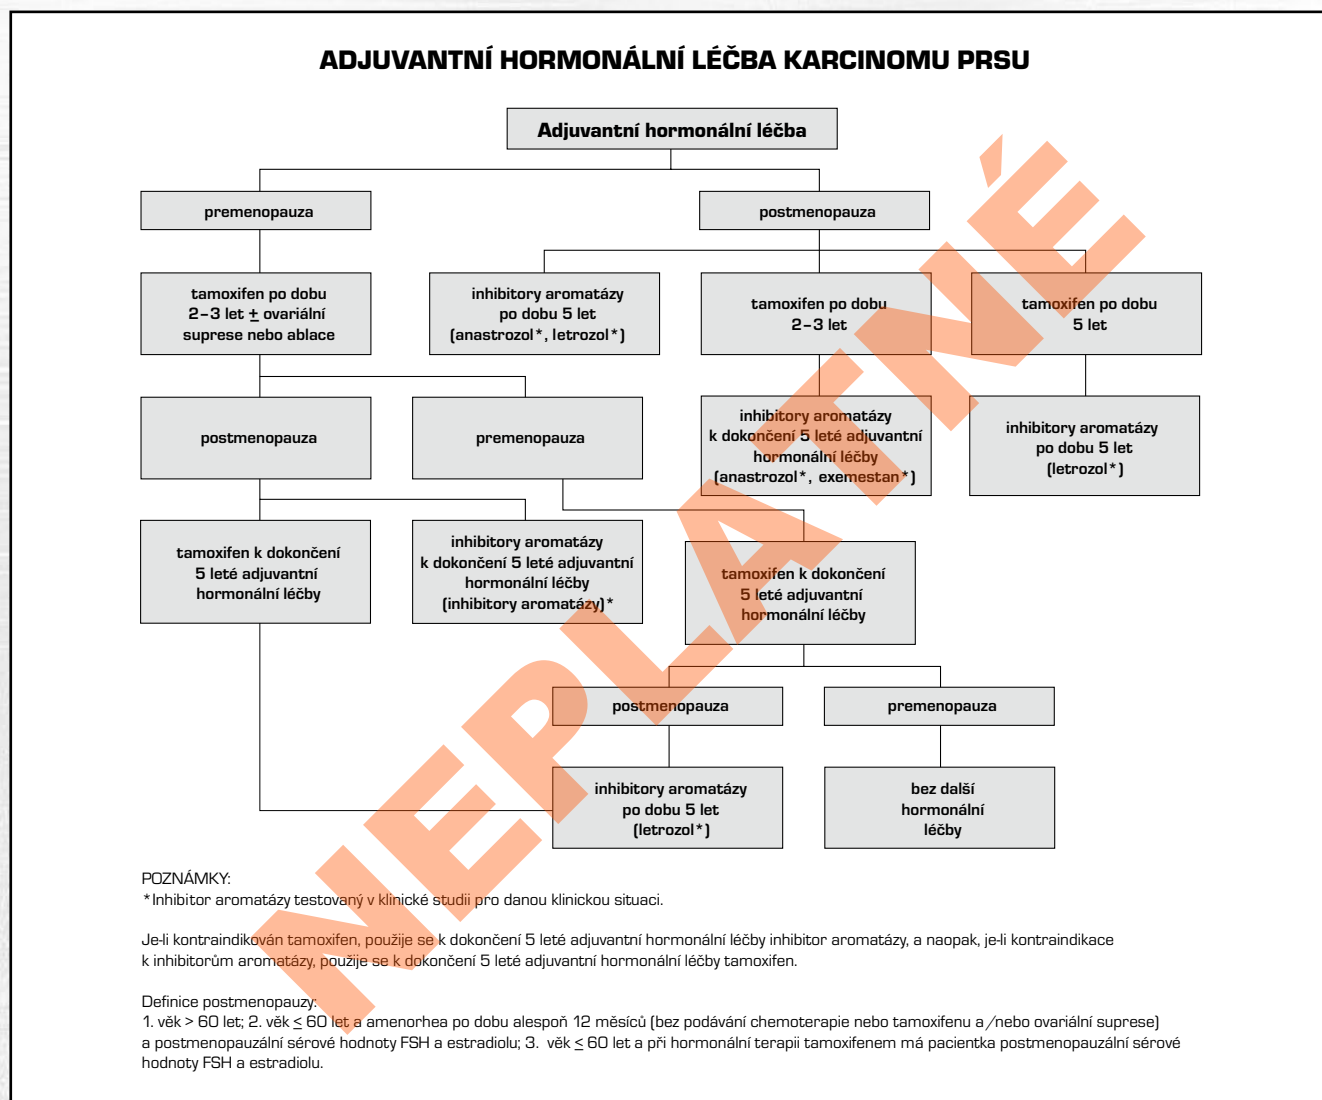 ADJUVANTNÍ HORMONÁLNÍ LÉČBA KARCINOMU PRSU
Adjuvantní hormonální léčba
premenopauza
postmenopauza
tamoxifen po dobu
2–3 let ± ovariální
suprese nebo ablace
inhibitory aromatázy
po dobu 5 let
(anastrozol*, letrozol*)
tamoxifen po dobu
2–3 let
tamoxifen po dobu
5 let
postmenopauza
premenopauza
inhibitory aromatázy
k dokončení 5 leté adjuvantní
hormonální léčby
(anastrozol*, exemestan*)
inhibitory aromatázy
po dobu 5 let
(letrozol*)
tamoxifen k dokončení
5 leté adjuvantní
hormonální léčby
inhibitory aromatázy
k dokončení 5 leté adjuvantní
hormonální léčby
(inhibitory aromatázy)*
tamoxifen k dokončení
5 leté adjuvantní
hormonální léčby
postmenopauza
premenopauza
inhibitory aromatázy
po dobu 5 let
(letrozol*)
bez další
hormonální
léčby
NEPLATNÉ
POZNÁMKY:
*Inhibitor aromatázy testovaný v klinické studii pro danou klinickou situaci.
Je-li kontraindikován tamoxifen, použije se k dokončení 5 leté adjuvantní hormonální léčby inhibitor aromatázy, a naopak, je-li kontraindikace
k inhibitorům aromatázy, použije se k dokončení 5 leté adjuvantní hormonální léčby tamoxifen.
Definice postmenopauzy:
1. věk > 60 let; 2. věk ≤ 60 let a amenorhea po dobu alespoň 12 měsíců (bez podávání chemoterapie nebo tamoxifenu a/nebo ovariální suprese)
a postmenopauzální sérové hodnoty FSH a estradiolu; 3. věk ≤ 60 let a při hormonální terapii tamoxifenem má pacientka postmenopauzální sérové
hodnoty FSH a estradiolu.